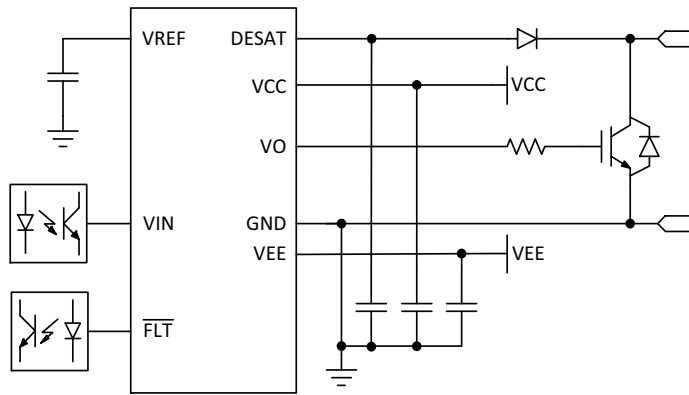 VREF
DESAT
VCC
VCC
VO
VIN
GND
VEE
VEE
FLT